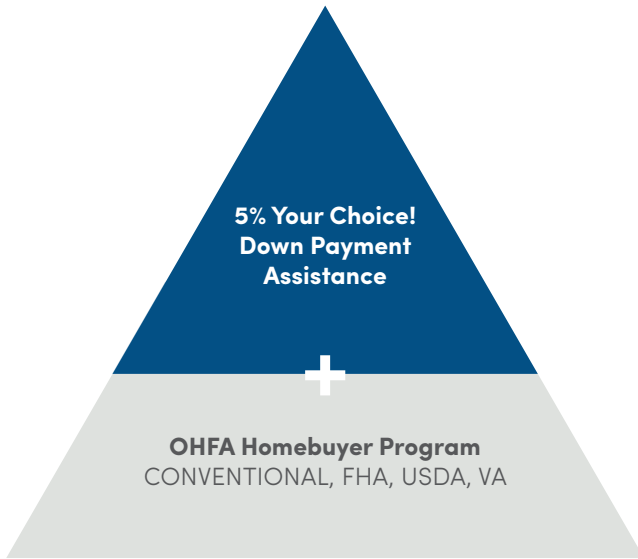 5% Your Choice!
Down Payment
Assistance
+
OHFA Homebuyer Program
CONVENTIONAL, FHA, USDA, VA